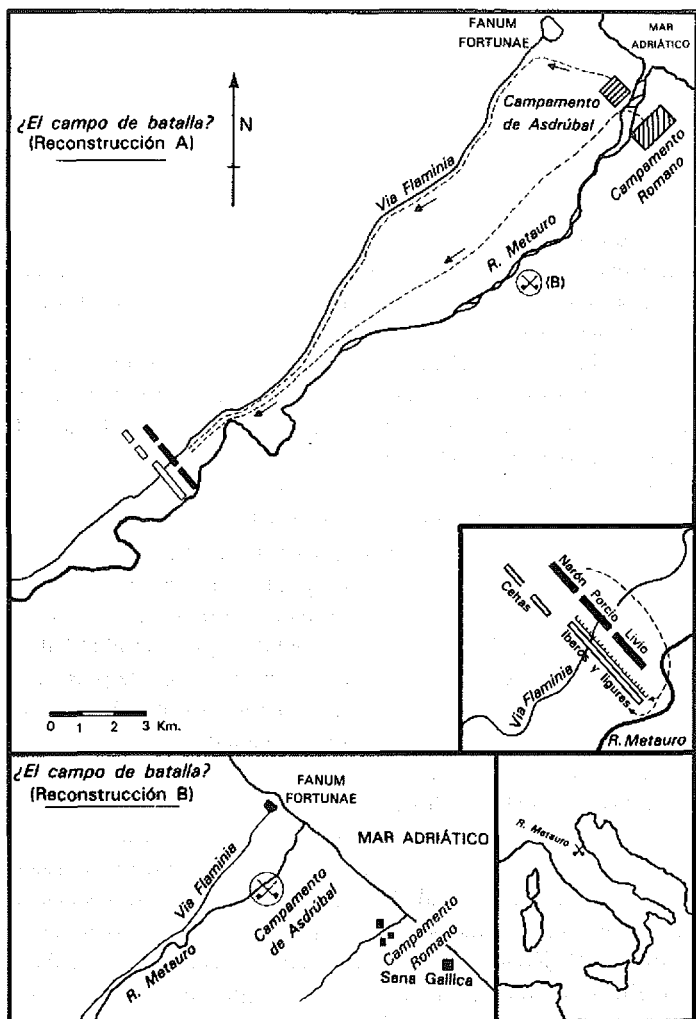 FANUM
FORTUNAE
MAR
ADRIÁTICO
¿El campo de batalla?
(Reconstrucción A)
N
Campamento
de Asdrúbal
Campamento
Romano
Via Flaminia
R. Metauro
(B)
0 1 2 3 Km.
Celtas
Narón
Porcio
Livio
Iberos y ligures
Via Flaminia
R. Metauro
¿El campo de batalla?
(Reconstrucción B)
FANUM
FORTUNAE
MAR ADRIÁTICO
Via Flaminia
Campamento
de Asdrúbal
Campamento
Romano
R. Metauro
Sena Gallica
R. Metauro